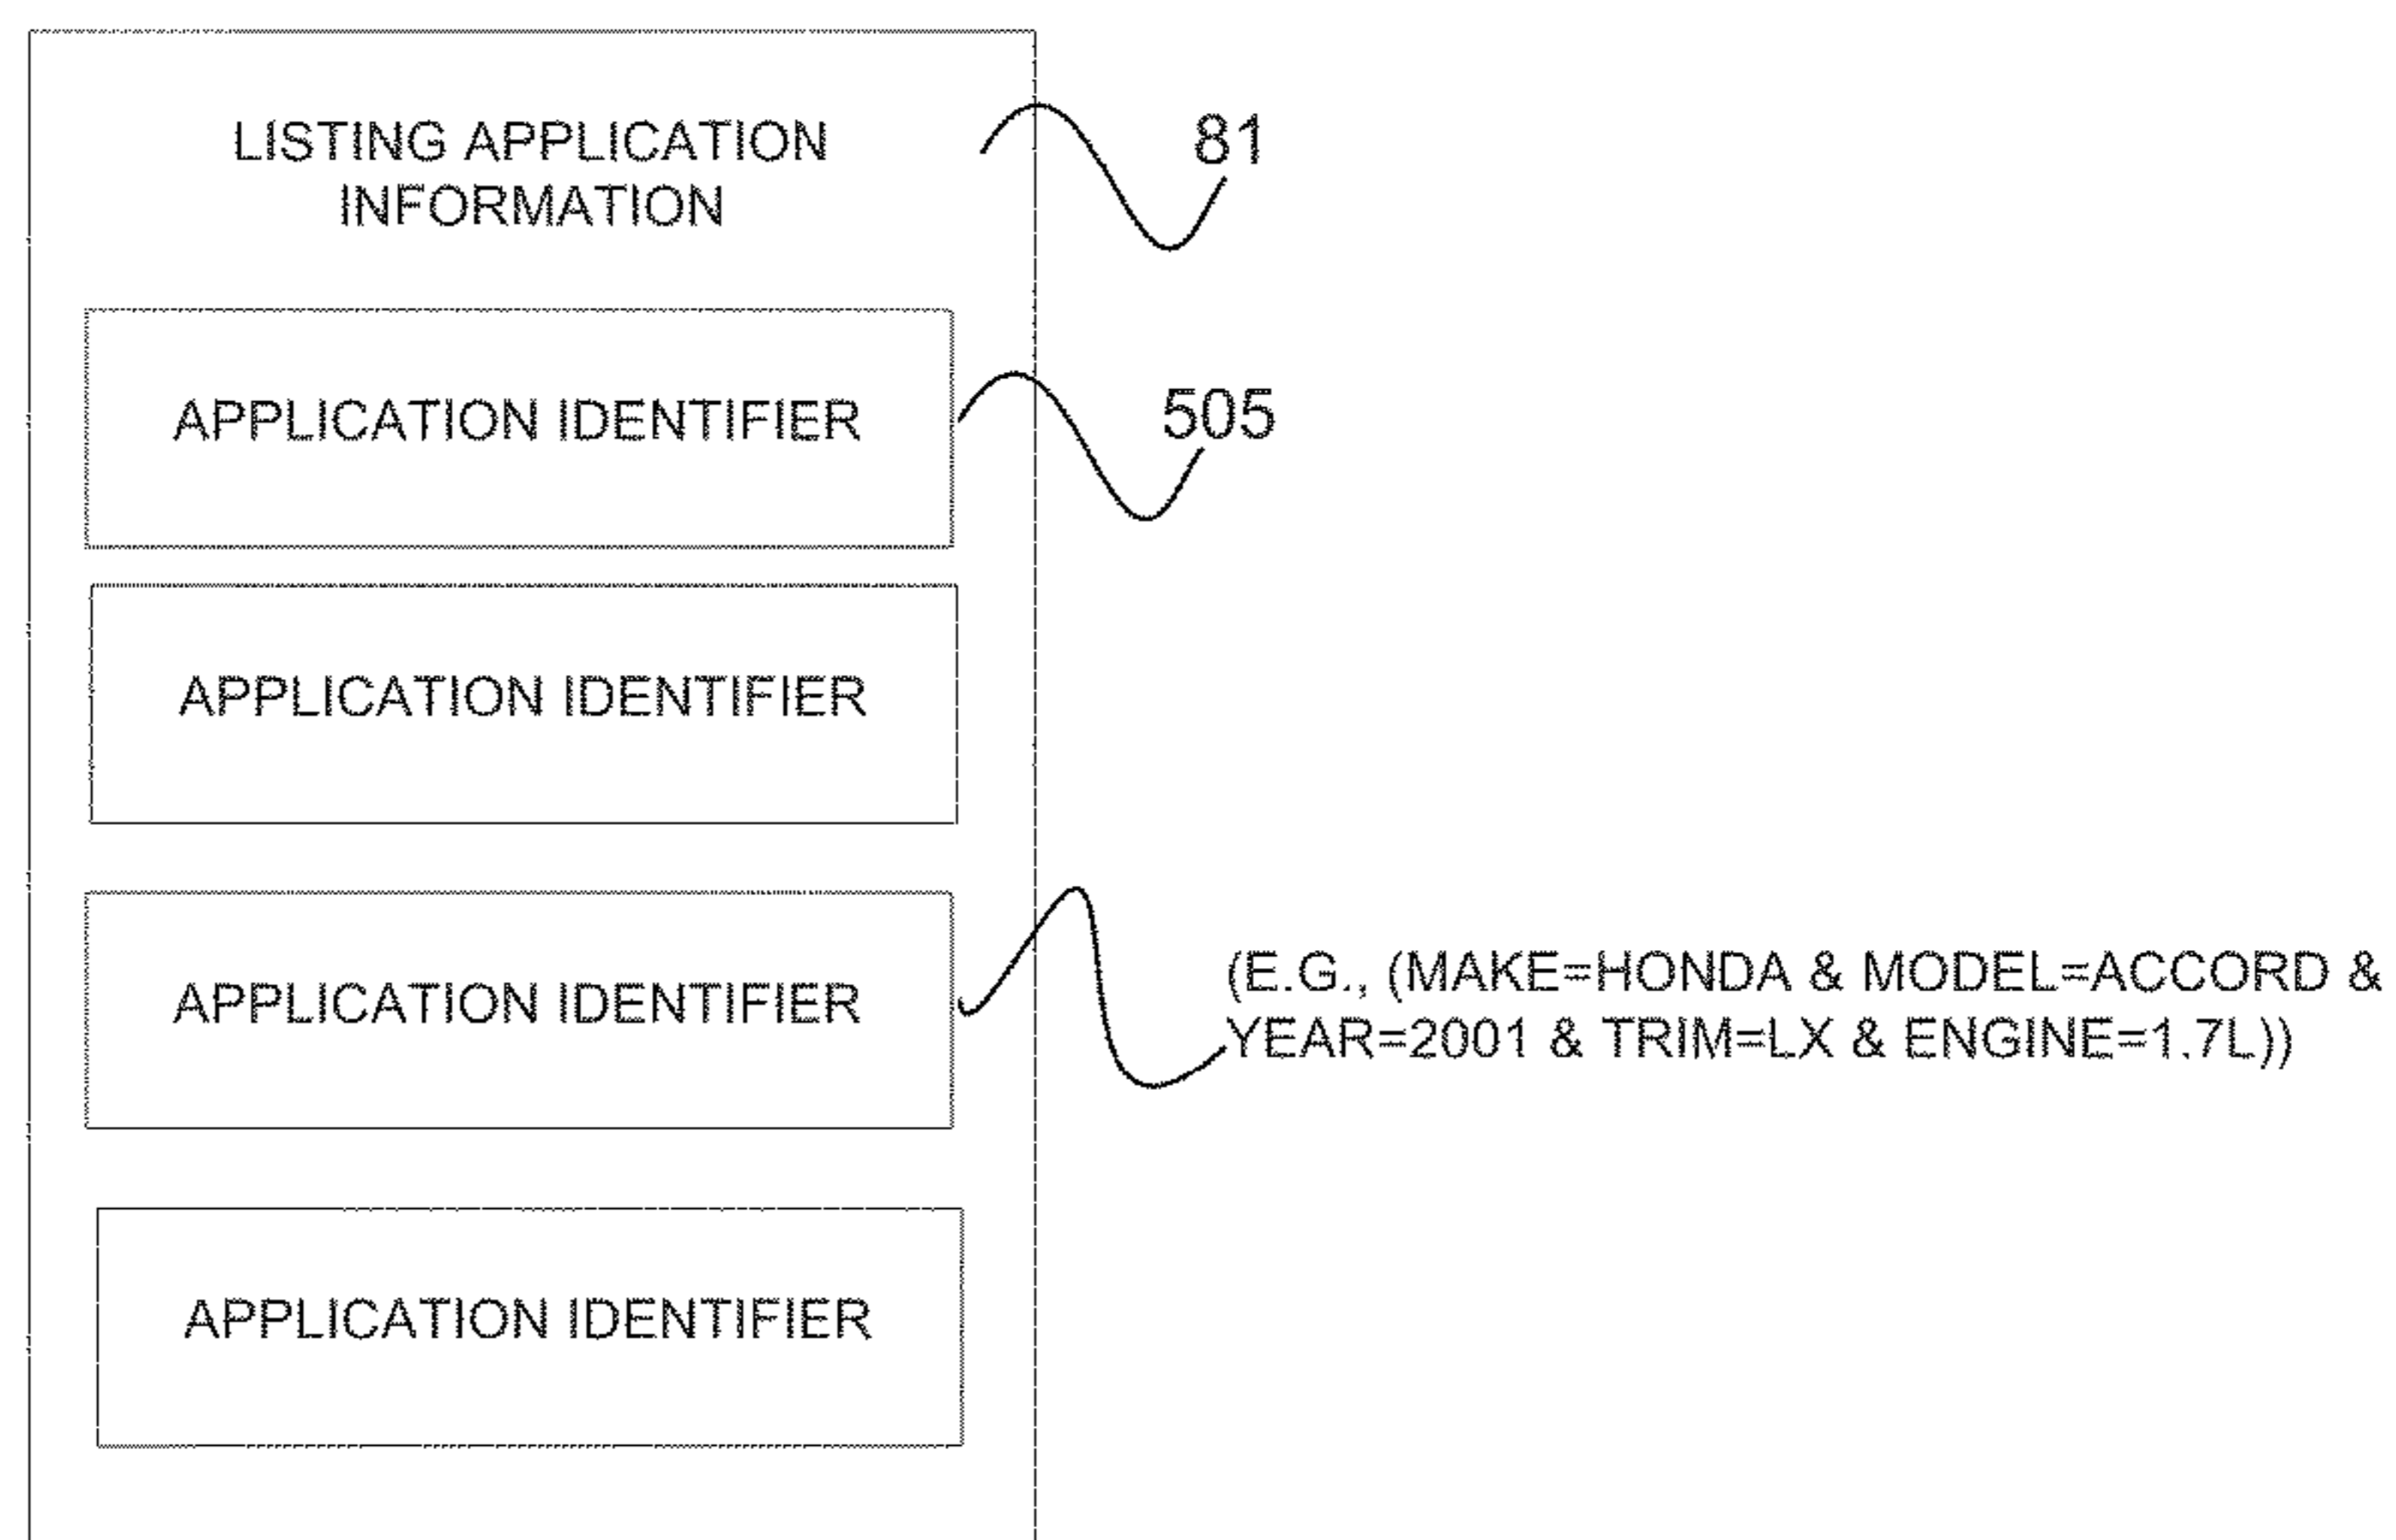 LISTING APPLICATION
INFORMATION
81
APPLICATION IDENTIFIER
505
APPLICATION IDENTIFIER
APPLICATION IDENTIFIER
(E.G., (MAKE=HONDA & MODEL=ACCORD &
YEAR=2001 & TRIM=LX & ENGINE=1.7L))
APPLICATION IDENTIFIER